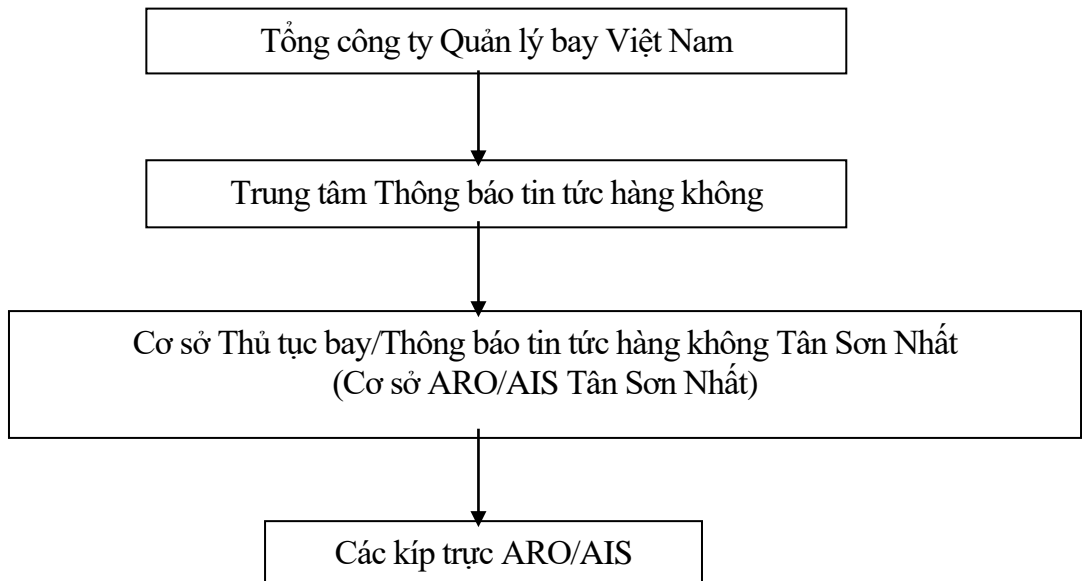 Tổng công ty Quản lý bay Việt Nam
Trung tâm Thông báo tin tức hàng không
Cơ sở Thủ tục bay/Thông báo tin tức hàng không Tân Sơn Nhất
(Cơ sở ARO/AIS Tân Sơn Nhất)
Các kíp trực ARO/AIS